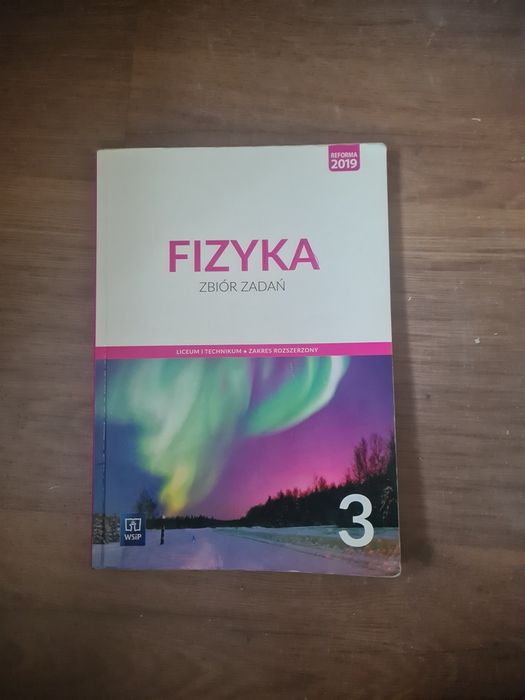 REFORMA
2019
FIZYKA
ZBIÓR ZADAŃ
LICEUM I TECHNIKUM • ZAKRES ROZSZERZONY
3
WSiP